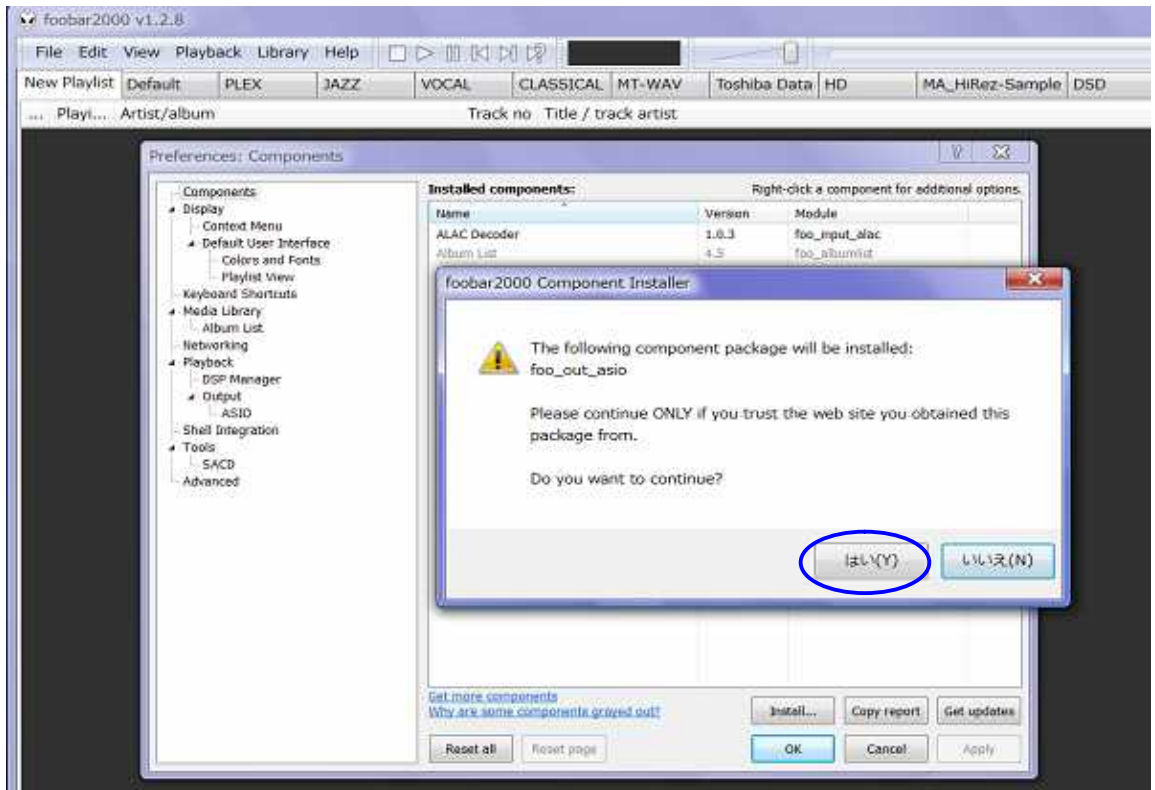 foobar2000 v1.2.8
File Edit View Playback Library Help
New Playlist Default PLEX JAZZ VOCAL CLASSICAL MT-WAV Toshiba Data HD MA_HiRez-Sample DSD
... Playi... Artist/album Track no Title / track artist
Preferences: Components
Components
Display
Context Menu
Default User Interface
Colors and Fonts
Playlist View
Keyboard Shortcuts
Media Library
Album List
Networking
Playback
DSP Manager
Output
ASIO
Shell Integration
Tools
SACD
Advanced
Installed components: Right-click a component for additional options.
Name Version Module
ALAC Decoder 1.0.3 foo_input_alac
Album List 4.5 foo_albumlist
foobar2000 Component Installer
The following component package will be installed:
foo_out_asio
Please continue ONLY if you trust the web site you obtained this
package from.
Do you want to continue?
はい(Y) いいえ(N)
Get more components
Why are some components grayed out?
Install... Copy report Get updates
Reset all Reset page OK Cancel Apply